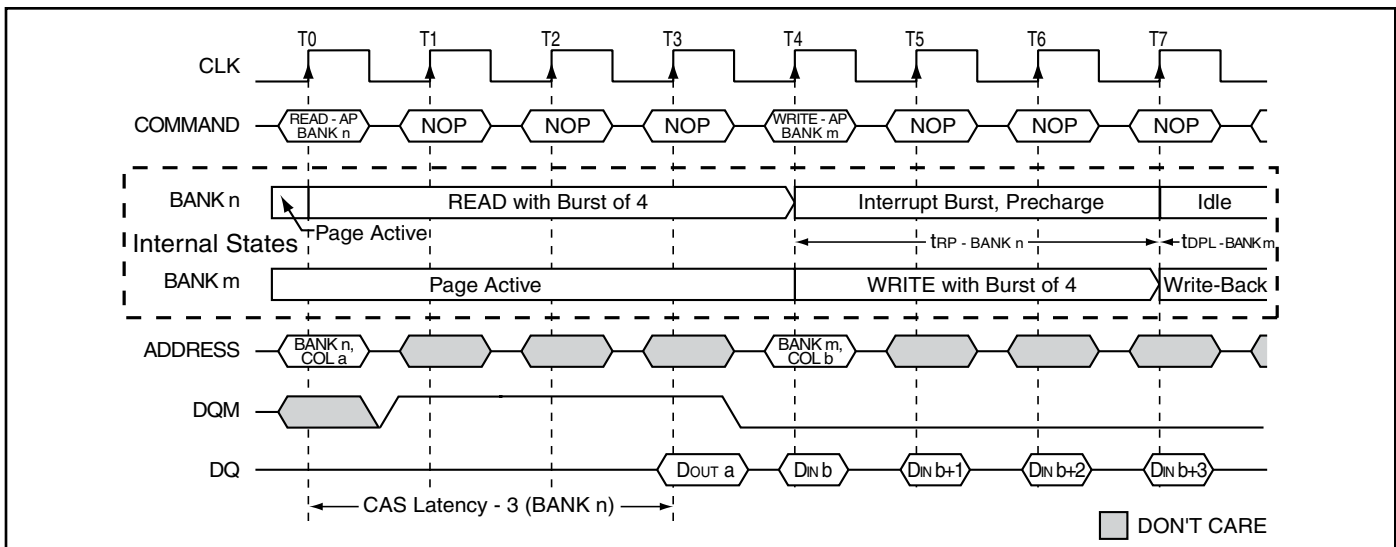 T0 T1 T2 T3 T4 T5 T6 T7
CLK
COMMAND READ - AP BANK n NOP NOP NOP WRITE - AP BANK m NOP NOP NOP
BANK n READ with Burst of 4 Interrupt Burst, Precharge Idle
Page Active
Internal States
tRP - BANK n tDPL - BANK m
BANK m Page Active WRITE with Burst of 4 Write-Back
ADDRESS BANK n, COL a BANK m, COL b
DQM
DQ DOUT a DIN b DIN b+1 DIN b+2 DIN b+3
CAS Latency - 3 (BANK n)
DON'T CARE